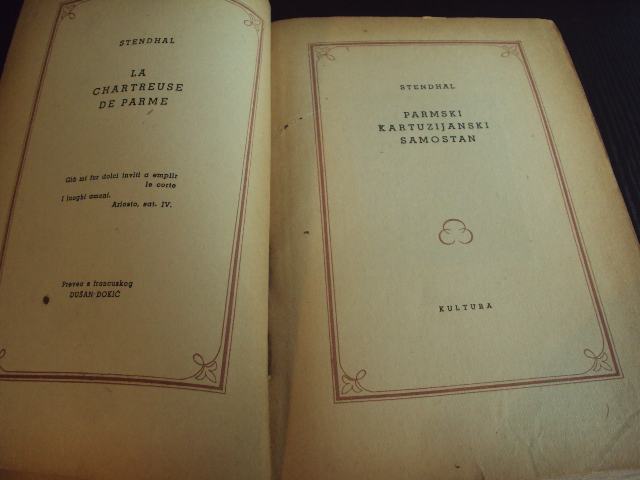 STENDHAL
LA
CHARTREUSE
DE PARME
Già mi fur dolci inviti a empir
le carte
I luoghi ameni.
Ariosto, sat. IV.
Preveo s francuskog
DUŠAN ĐOKIĆ
STENDHAL
PARMSKI
KARTUZIJANSKI
SAMOSTAN
KULTURA